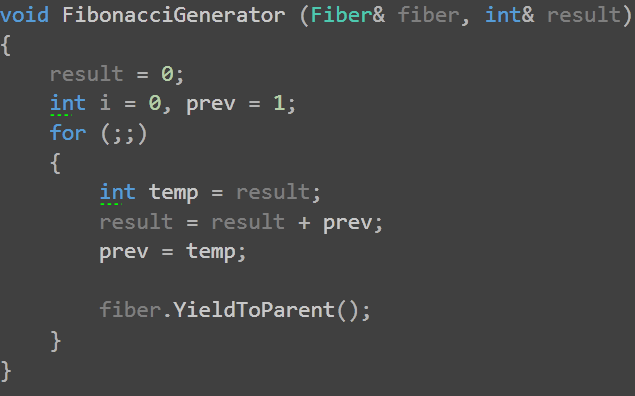 void FibonacciGenerator (Fiber& fiber, int& result)
{
    result = 0;
    int i = 0, prev = 1;
    for (;;)
    {
        int temp = result;
        result = result + prev;
        prev = temp;

        fiber.YieldToParent();
    }
}